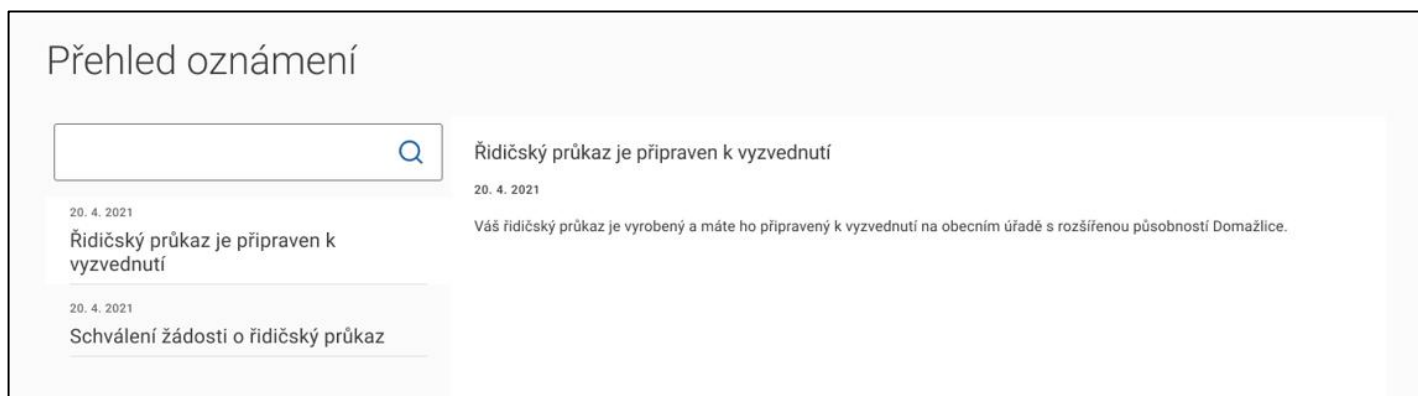 Přehled oznámení
20. 4. 2021
Řidičský průkaz je připraven k
vyzvednutí
20. 4. 2021
Schválení žádosti o řidičský průkaz
Řidičský průkaz je připraven k vyzvednutí
20. 4. 2021
Váš řidičský průkaz je vyrobený a máte ho připravený k vyzvednutí na obecním úřadě s rozšířenou působností Domažlice.